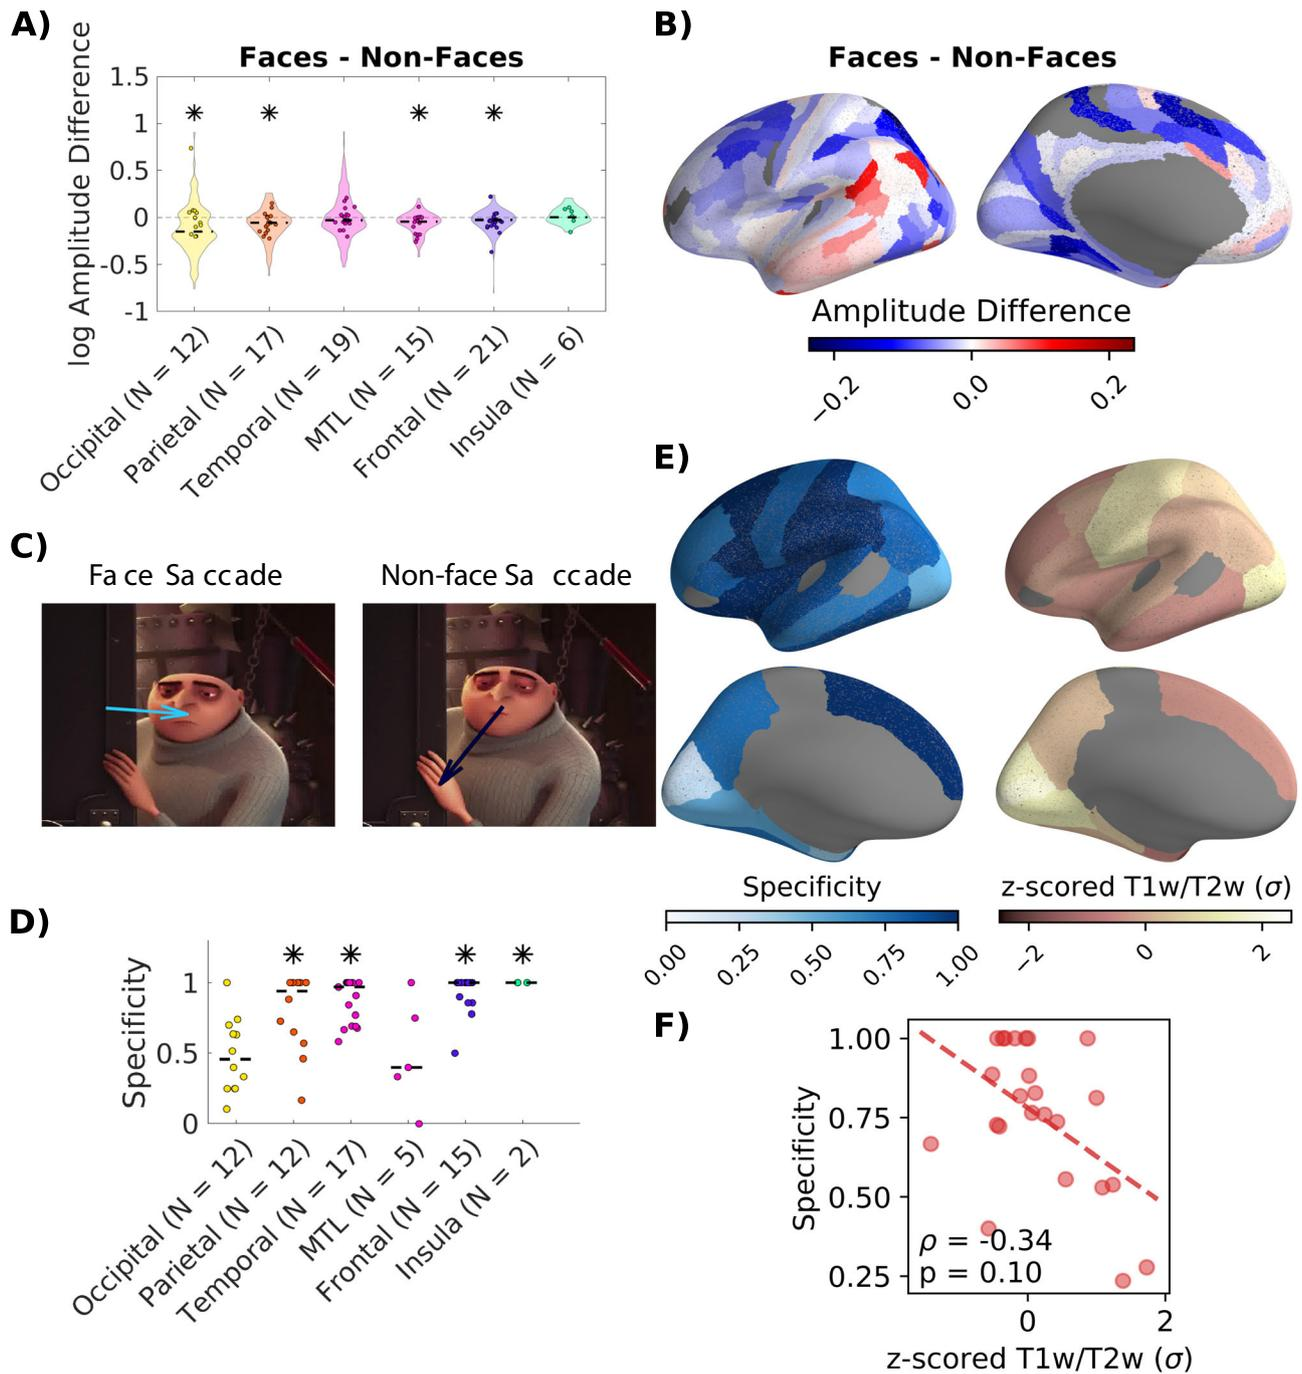 A)
Faces - Non-Faces
log Amplitude Difference
1.5
1
0.5
0
-0.5
-1
* * * *
Occipital (N = 12)
Parietal (N = 17)
Temporal (N = 19)
MTL (N = 15)
Frontal (N = 21)
Insula (N = 6)
B)
Faces - Non-Faces
Amplitude Difference
−0.2
0.0
0.2
C)
Fa ce Sa ccade
Non-face Sa ccade
D)
Specificity
1
0.5
0
* * * *
Occipital (N = 12)
Parietal (N = 12)
Temporal (N = 17)
MTL (N = 5)
Frontal (N = 15)
Insula (N = 2)
E)
Specificity
0.00
0.25
0.50
0.75
1.00
z-scored T1w/T2w (σ)
−2
0
2
F)
Specificity
1.00
0.75
0.50
0.25
ρ = -0.34
p = 0.10
0
2
z-scored T1w/T2w (σ)